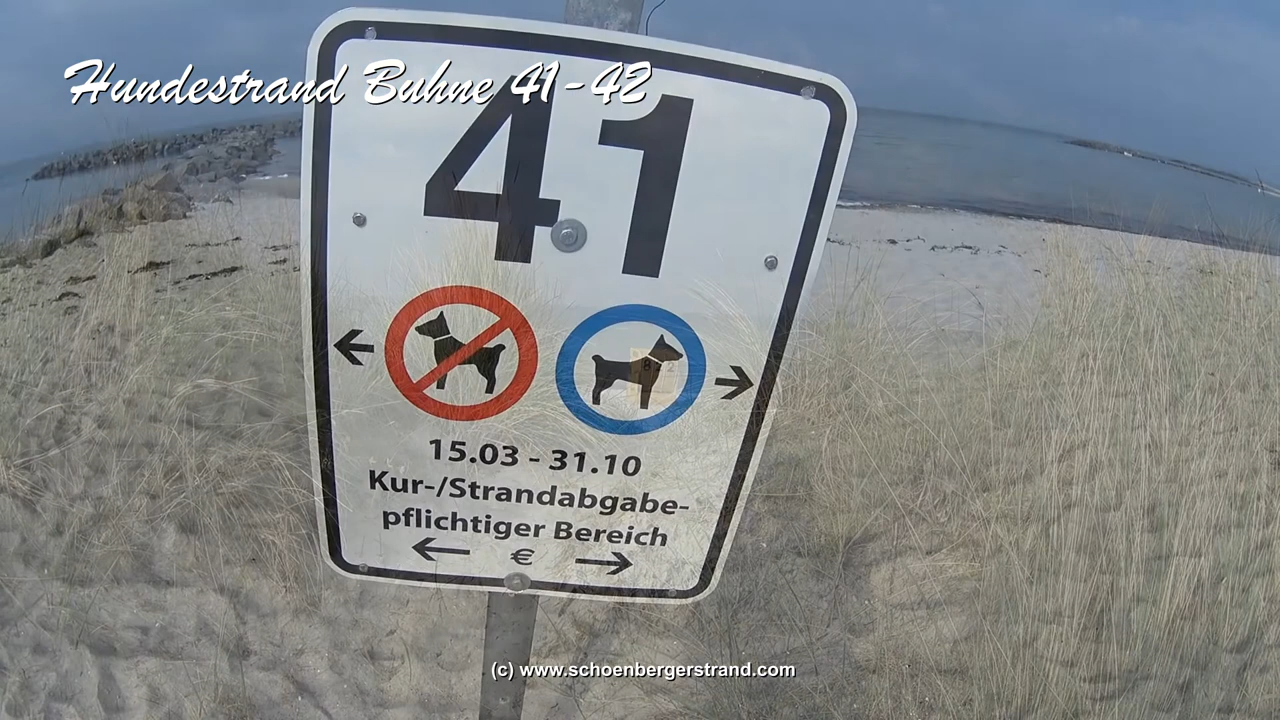 Hundestrand Buhne 41-42
41
15.03 - 31.10
Kur-/Strandabgabe-
pflichtiger Bereich
← € →
(c) www.schoenbergerstrand.com